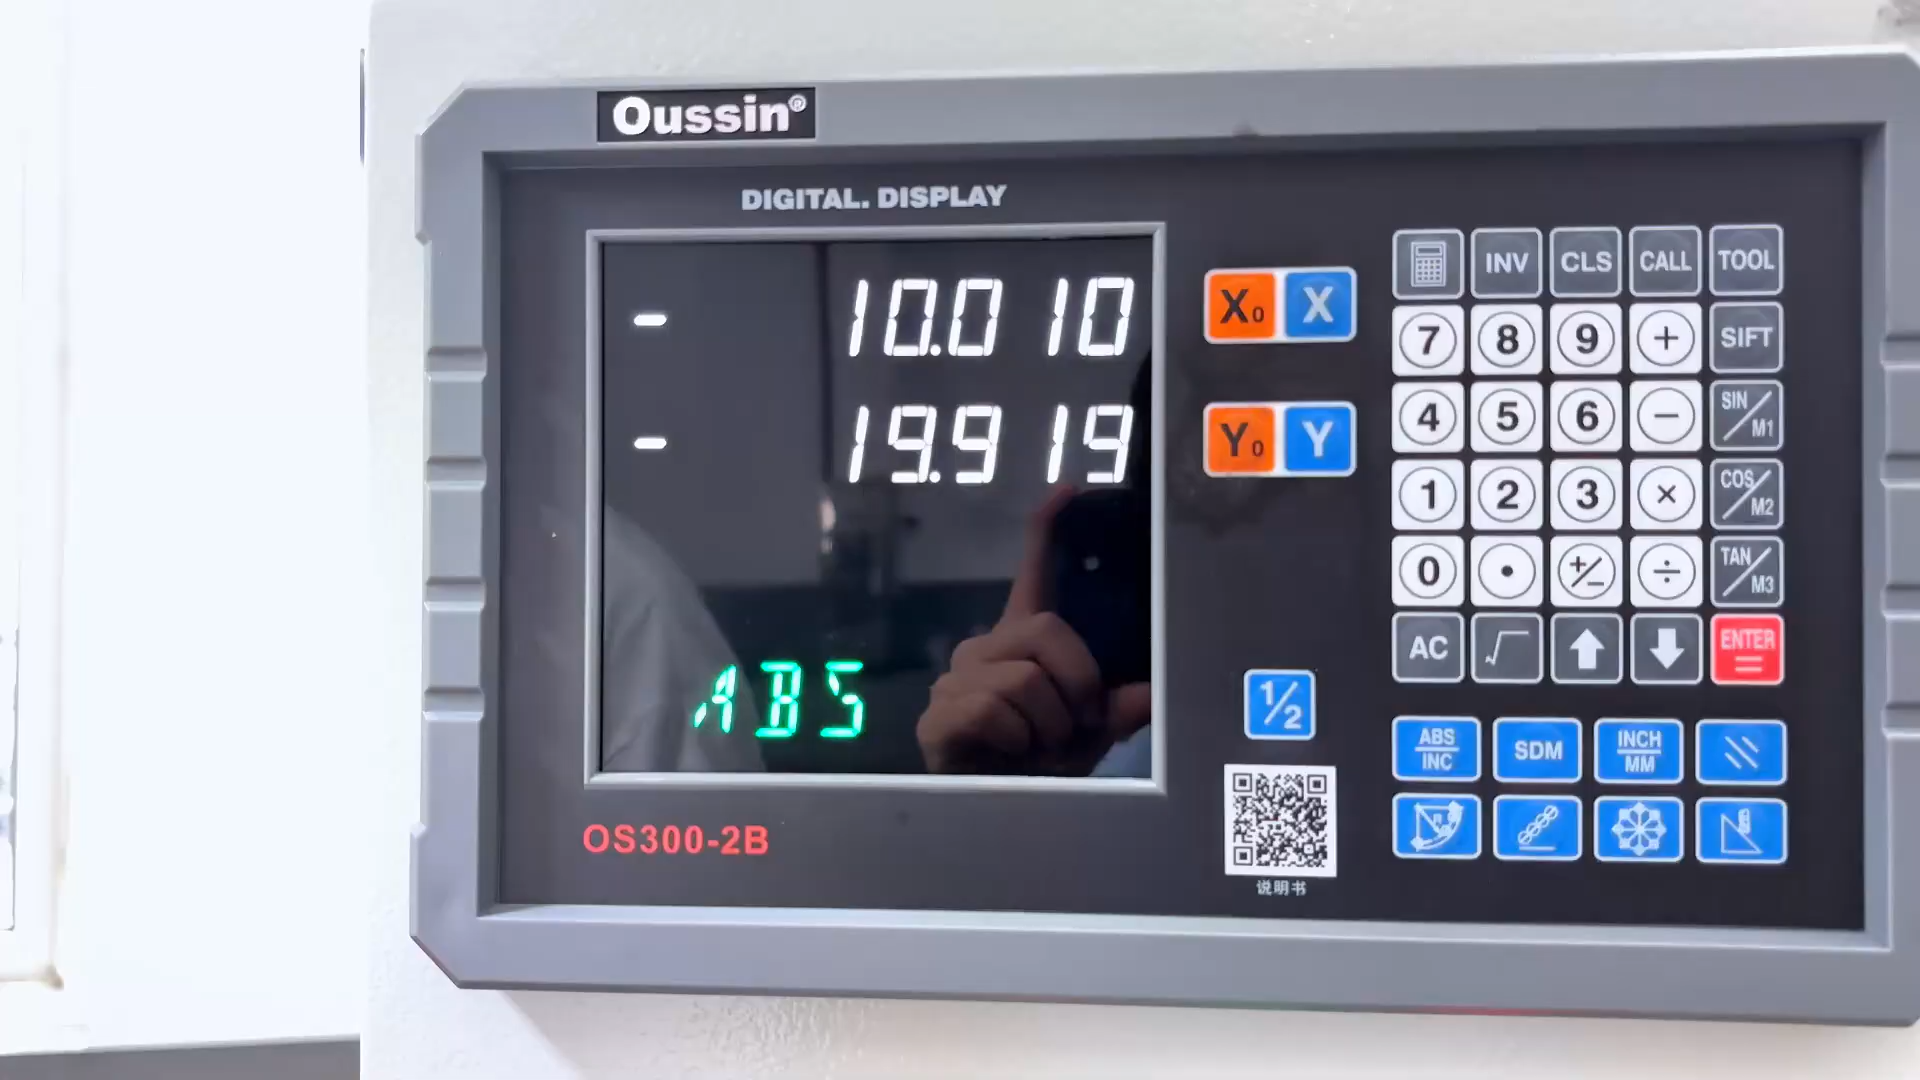 Oussin®
DIGITAL. DISPLAY
- 10.010
- 19.919
ABS
OS300-2B
X0 X
Y0 Y
1/2
说明书
INV CLS CALL TOOL
7 8 9 + SIFT
4 5 6 − SIN/M1
1 2 3 × COS/M2
0 • +/− ÷ TAN/M3
AC √ ↑ ↓ ENTER =
ABS/INC SDM INCH/MM